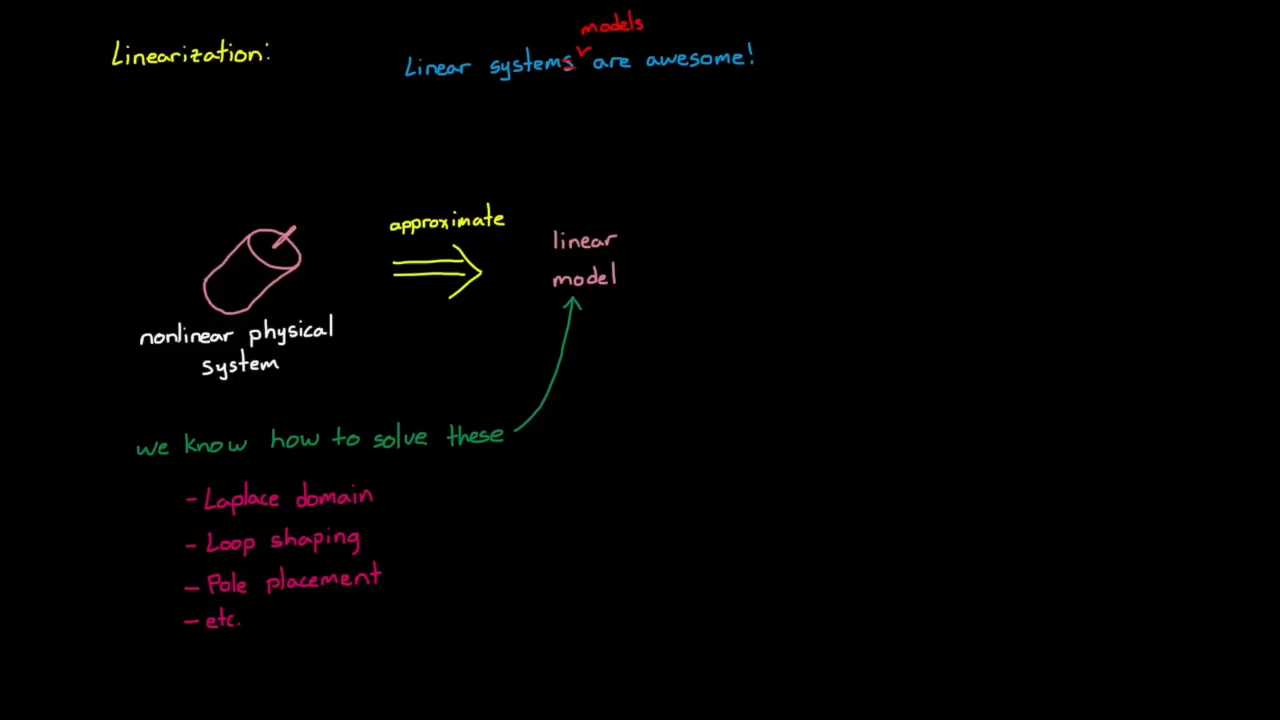 Linearization:
models
Linear systems are awesome!
approximate
linear
model
nonlinear physical
system
we know how to solve these
- Laplace domain
- Loop shaping
- Pole placement
- etc.